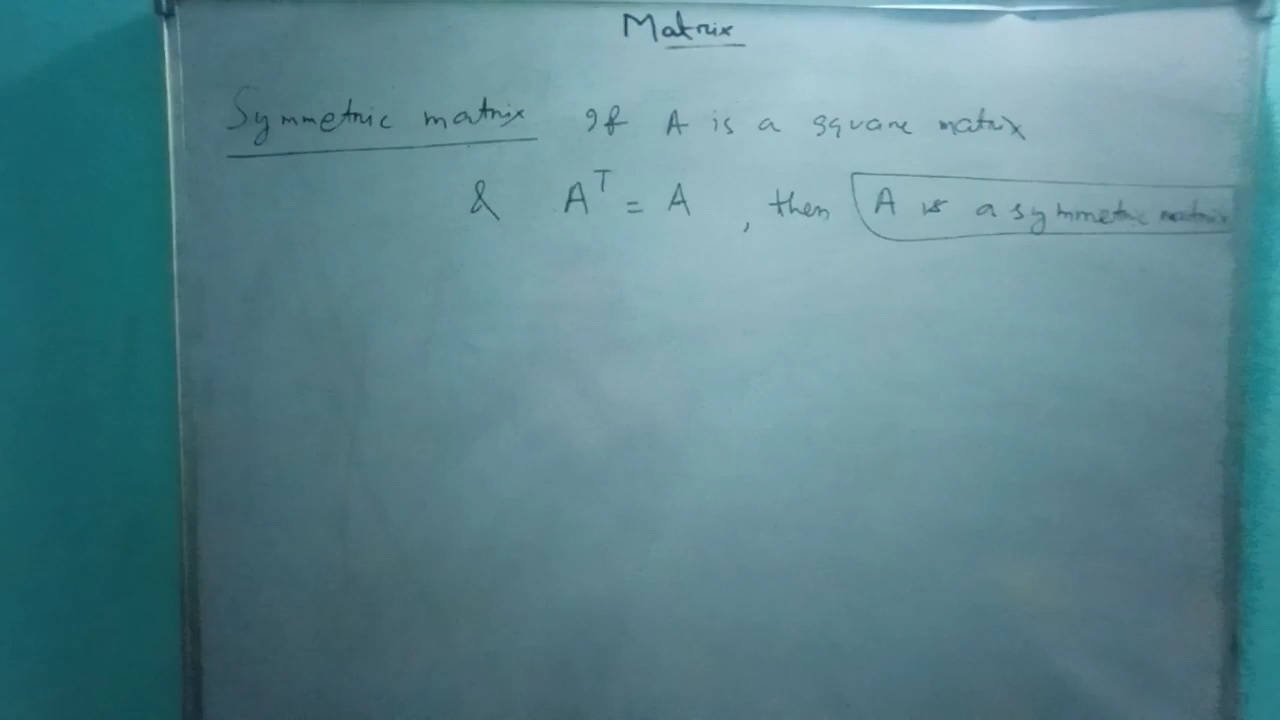 Matrix
Symmetric matrix If A is a square matrix
& A^T = A , then A is a symmetric matrix